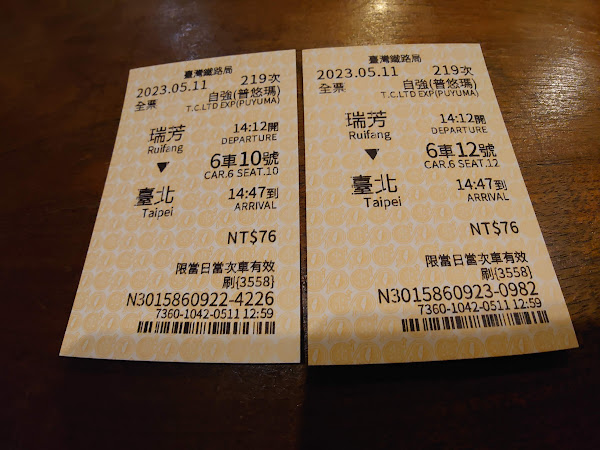 臺灣鐵路局
2023.05.11 219次
全票 自強(普悠瑪)
T.C.LTD EXP(PUYUMA)
瑞芳 14:12開
Ruifang DEPARTURE
▼ 6車10號
CAR.6 SEAT.10
臺北 14:47到
Taipei ARRIVAL
NT$76
限當日當次車有效
刷{3558}
N3015860922-4226
7360-1042-0511 12:59
臺灣鐵路局
2023.05.11 219次
全票 自強(普悠瑪)
T.C.LTD EXP(PUYUMA)
瑞芳 14:12開
Ruifang DEPARTURE
▼ 6車12號
CAR.6 SEAT.12
臺北 14:47到
Taipei ARRIVAL
NT$76
限當日當次車有效
刷{3558}
N3015860923-0982
7360-1042-0511 12:59